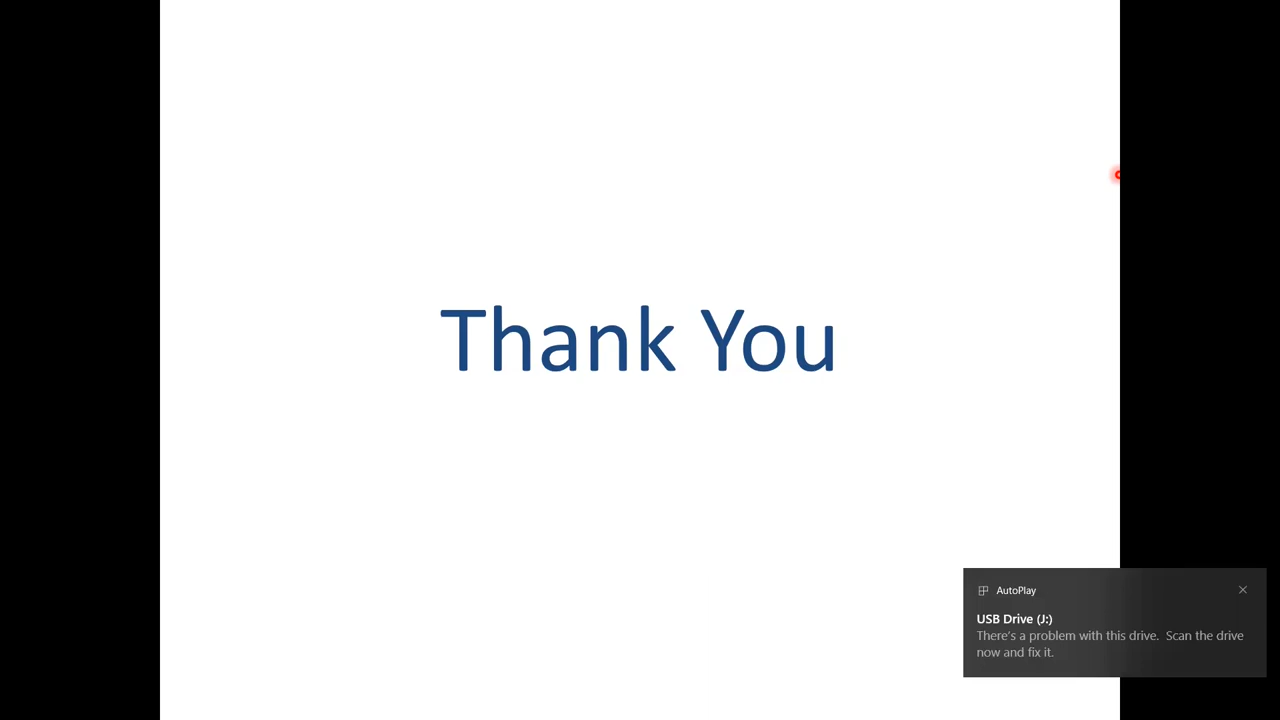 Thank You
AutoPlay
USB Drive (J:)
There's a problem with this drive. Scan the drive
now and fix it.